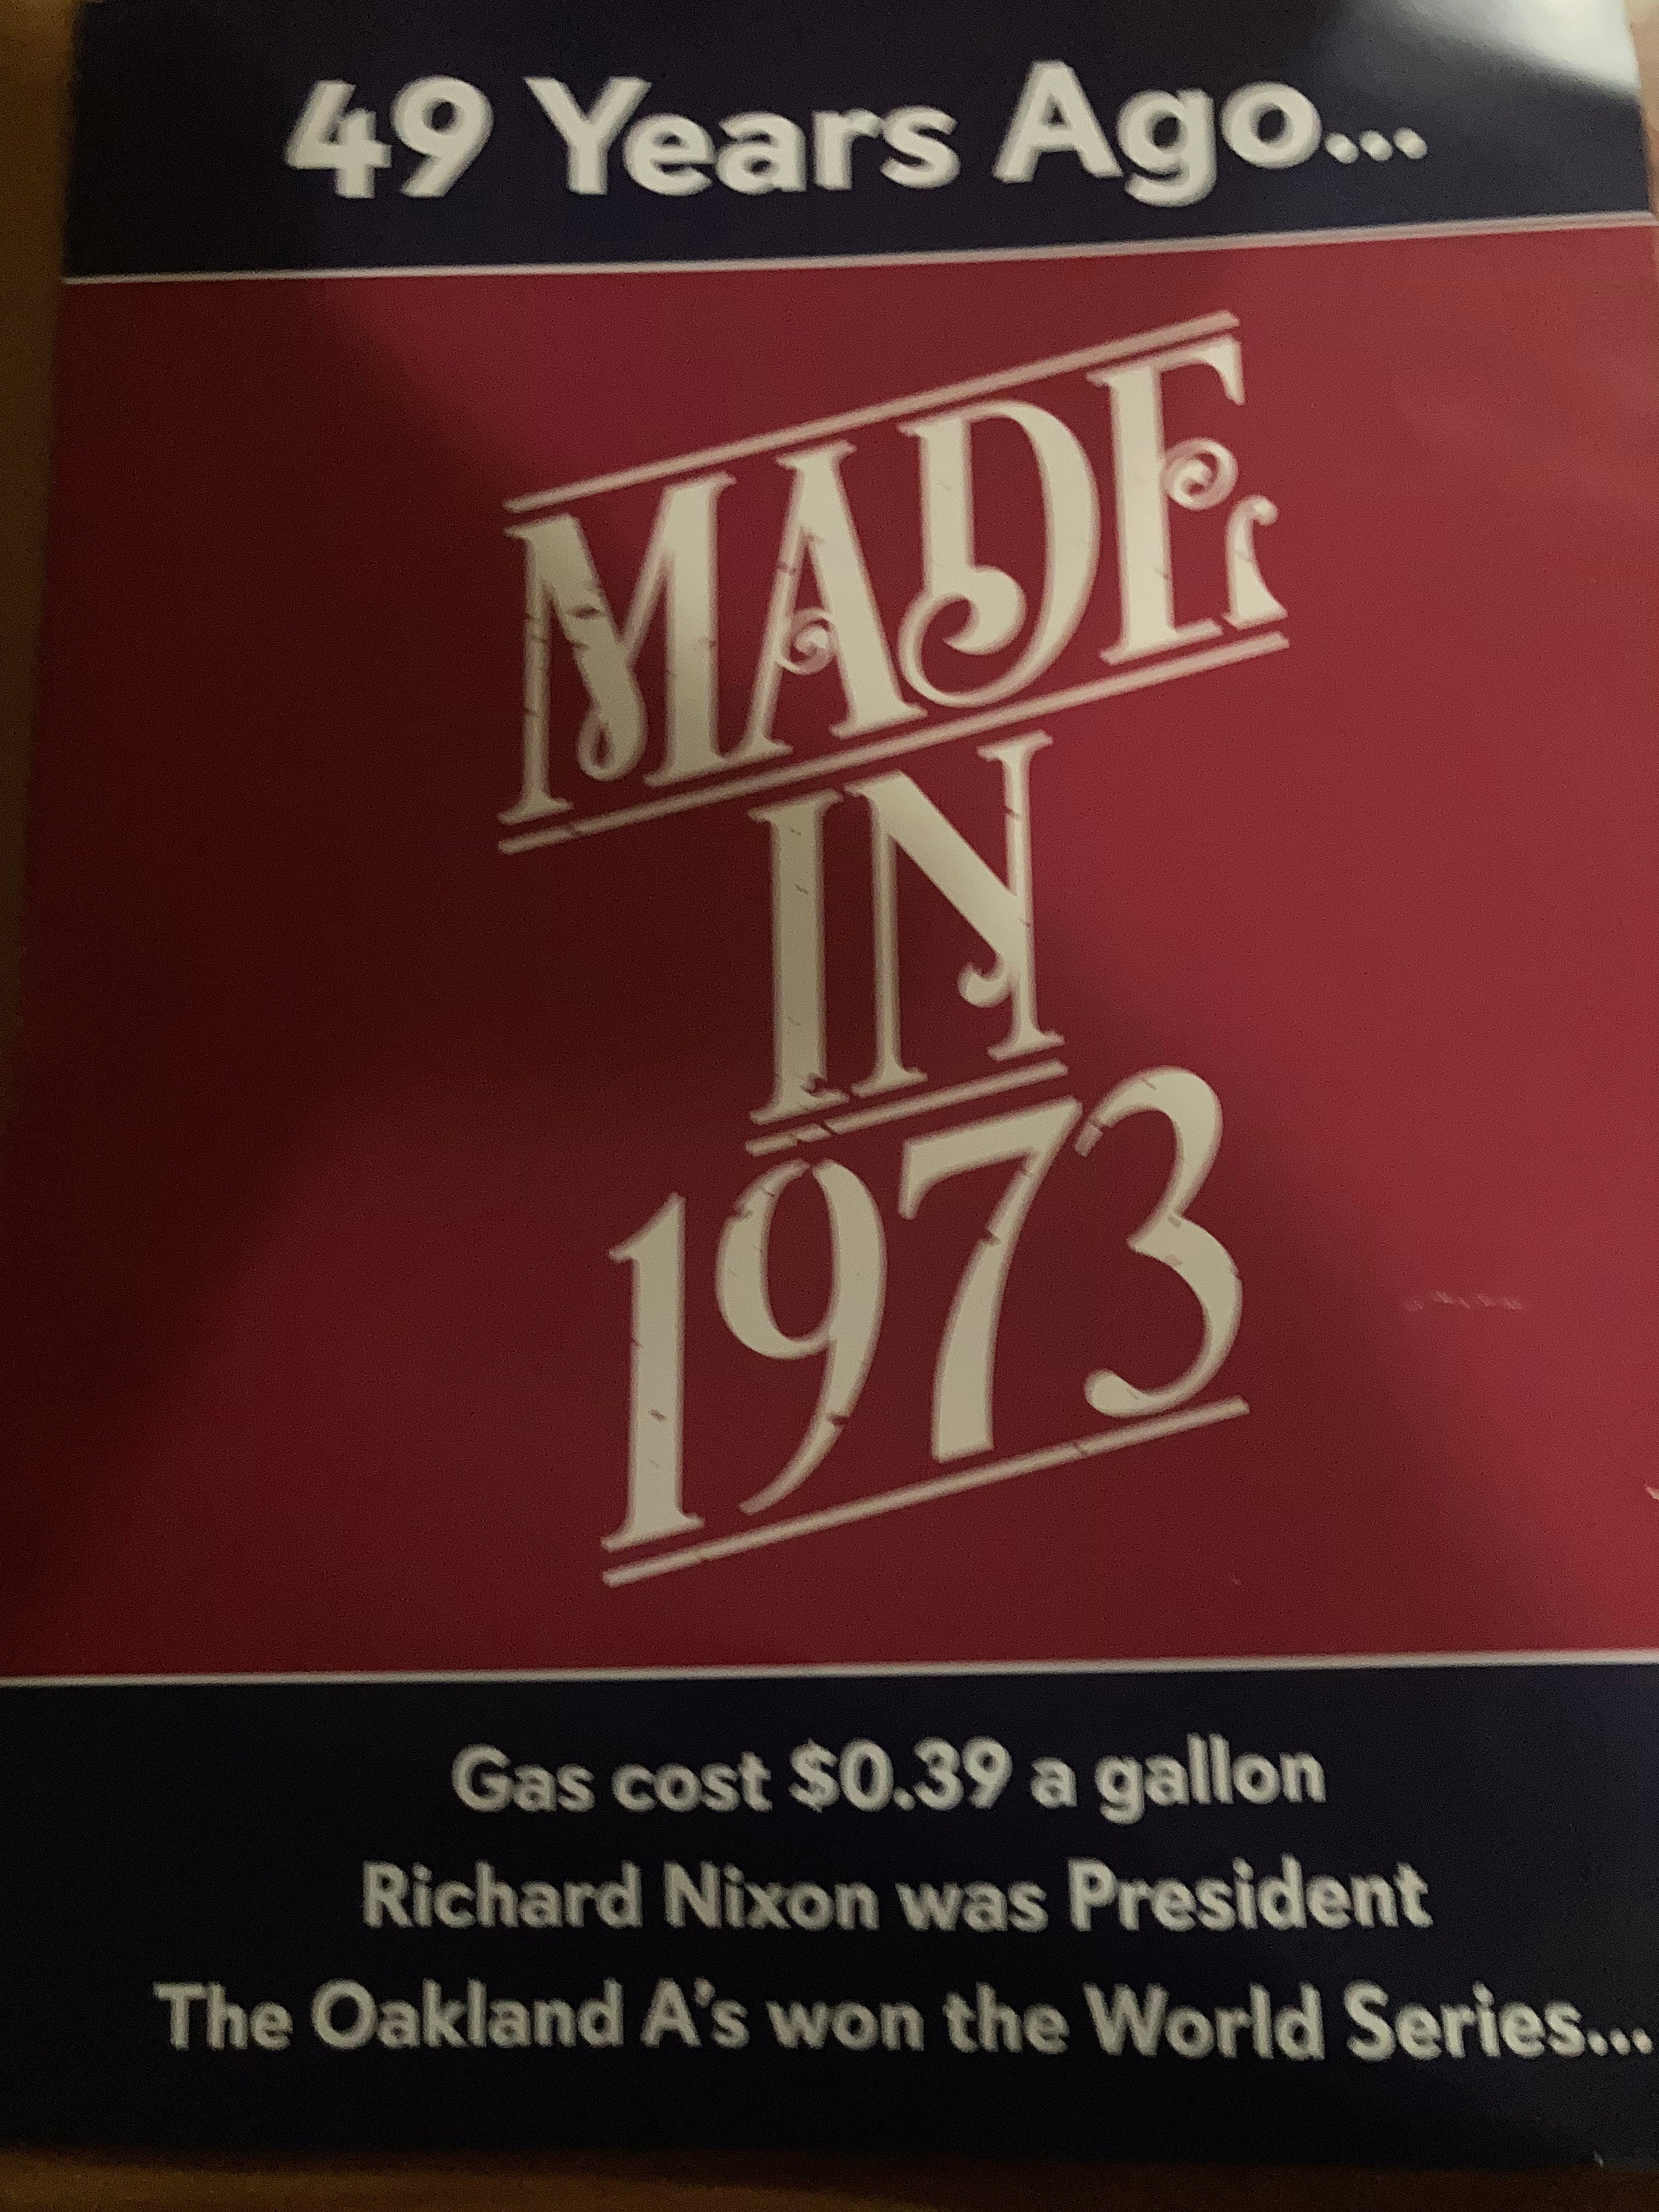 49 Years Ago...
MADE
IN
1973
Gas cost $0.39 a gallon
Richard Nixon was President
The Oakland A's won the World Series...